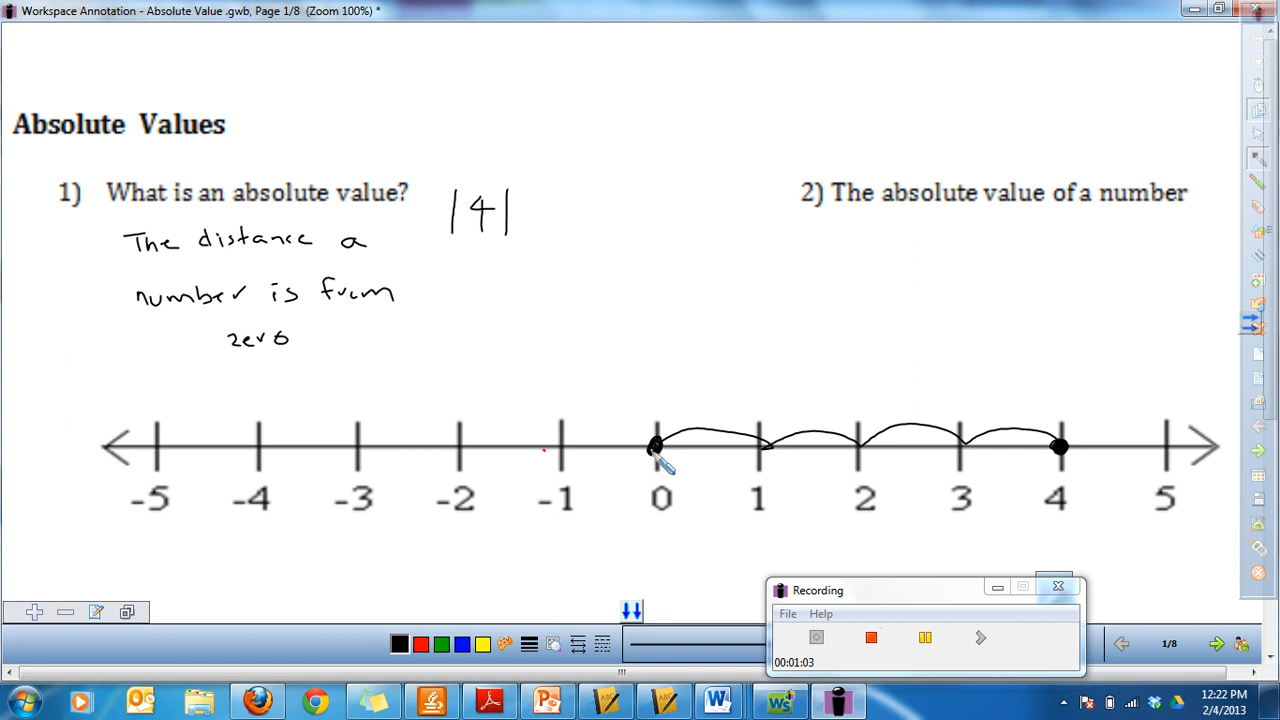 Workspace Annotation - Absolute Value .gwb, Page 1/8 (Zoom 100%) *
Absolute Values
1) What is an absolute value? |4| 2) The absolute value of a number
The distance a
number is from
zero
-5 -4 -3 -2 -1 0 1 2 3 4 5
Recording
File Help
00:01:03
1/8
12:22 PM
2/4/2013